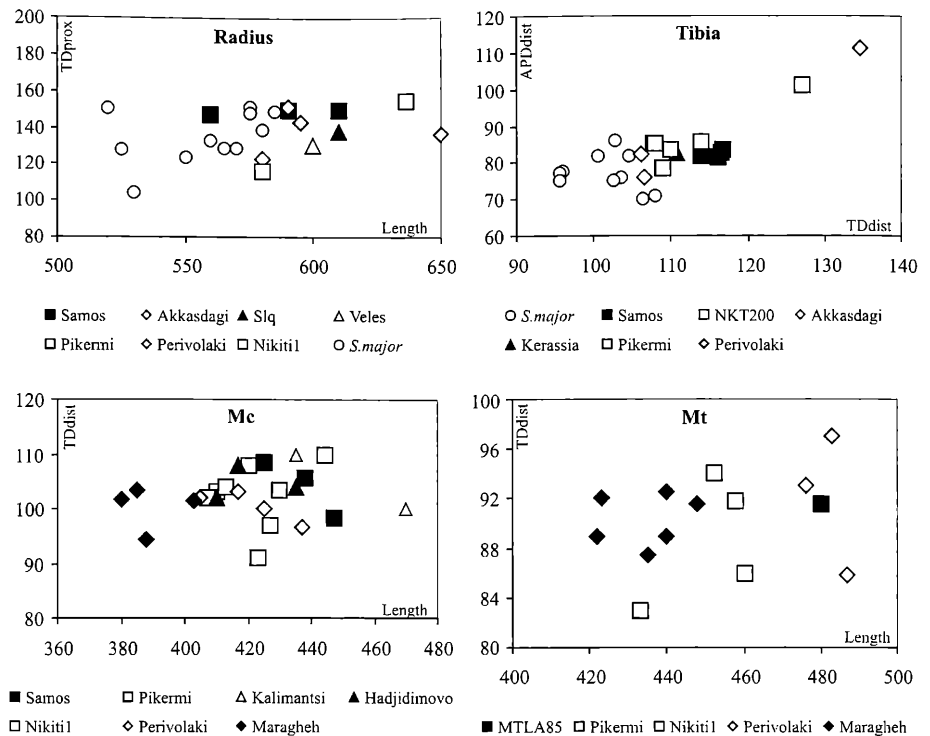 Radius
TDprox
200
180
160
140
120
100
80
500 550 600 650
Length
■ Samos ◇ Akkasdagi ▲ Slq △ Veles
□ Pikermi ◇ Perivolaki □ Nikiti1 ○ S.major
Tibia
APDdist
120
110
100
90
80
70
60
90 100 110 120 130 140
TDdist
○ S.major ■ Samos □ NKT200 ◇ Akkasdagi
▲ Kerassia □ Pikermi ◇ Perivolaki
Mc
TDdist
120
110
100
90
80
360 380 400 420 440 460 480
Length
■ Samos □ Pikermi △ Kalimantsi ▲ Hadjidimovo
□ Nikiti1 ◇ Perivolaki ◆ Maragheh
Mt
TDdist
100
96
92
88
84
80
400 420 440 460 480 500
Length
■ MTLA85 □ Pikermi □ Nikiti1 ◇ Perivolaki ◆ Maragheh